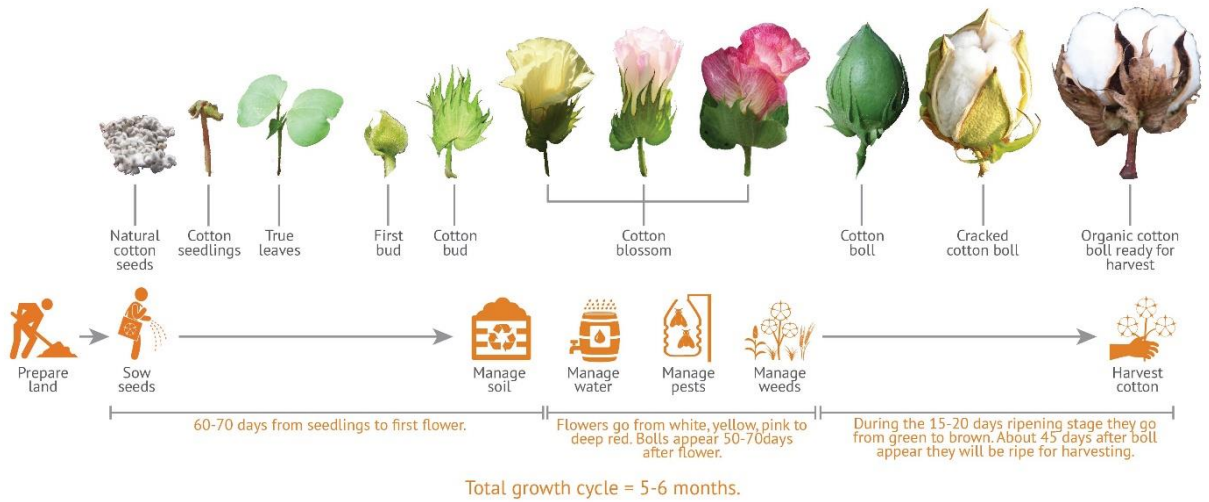 Natural
cotton
seeds
Cotton
seedlings
True
leaves
First
bud
Cotton
bud
Cotton
blossom
Cotton
boll
Cracked
cotton boll
Organic cotton
boll ready for
harvest
Prepare
land
Sow
seeds
Manage
soil
Manage
water
Manage
pests
Manage
weeds
Harvest
cotton
60-70 days from seedlings to first flower.
Flowers go from white, yellow, pink to
deep red. Bolls appear 50-70days
after flower.
During the 15-20 days ripening stage they go
from green to brown. About 45 days after boll
appear they will be ripe for harvesting.
Total growth cycle = 5-6 months.